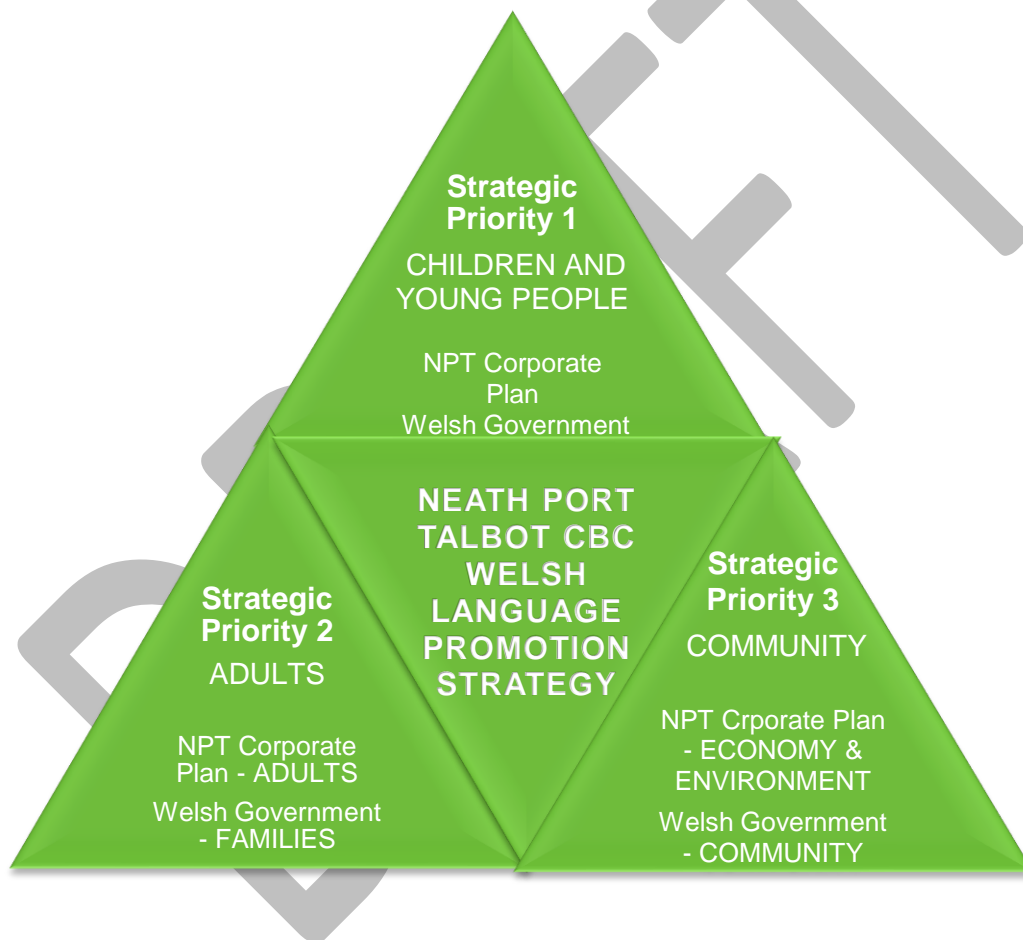 Strategic
Priority 1
CHILDREN AND
YOUNG PEOPLE
NPT Corporate
Plan
Welsh Government
NEATH PORT
TALBOT CBC
WELSH
LANGUAGE
PROMOTION
STRATEGY
Strategic
Priority 2
ADULTS
NPT Corporate
Plan - ADULTS
Welsh Government
- FAMILIES
Strategic
Priority 3
COMMUNITY
NPT Crporate Plan
- ECONOMY &
ENVIRONMENT
Welsh Government
- COMMUNITY